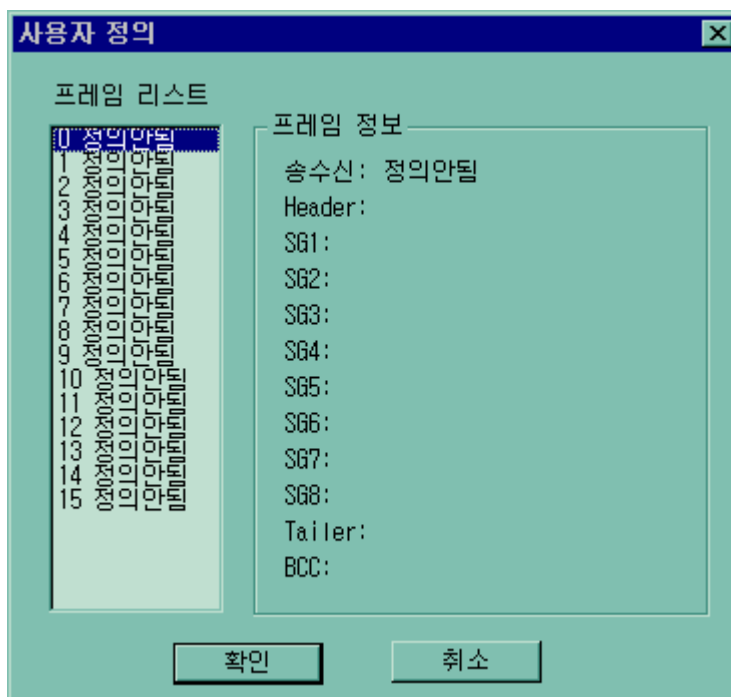 사용자 정의
프레임 리스트
0 정의안됨
1 정의안됨
2 정의안됨
3 정의안됨
4 정의안됨
5 정의안됨
6 정의안됨
7 정의안됨
8 정의안됨
9 정의안됨
10 정의안됨
11 정의안됨
12 정의안됨
13 정의안됨
14 정의안됨
15 정의안됨
프레임 정보
송수신: 정의안됨
Header:
SG1:
SG2:
SG3:
SG4:
SG5:
SG6:
SG7:
SG8:
Tailer:
BCC:
확인
취소